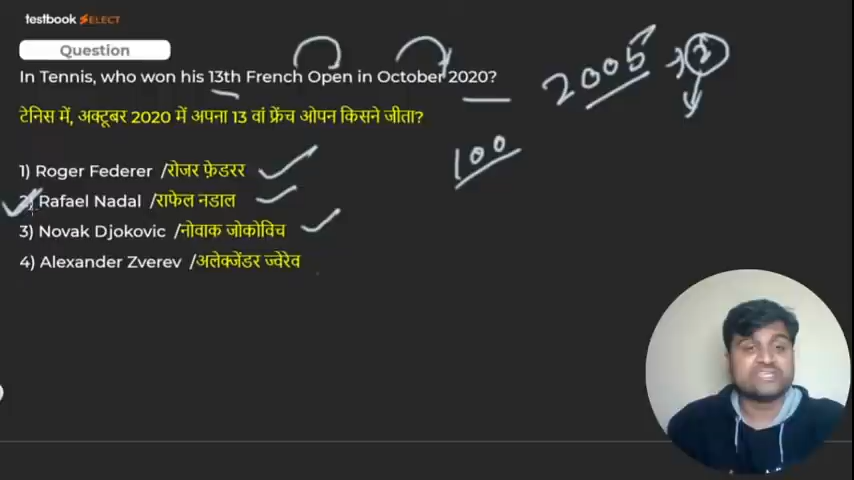 testbook SELECT
Question
In Tennis, who won his 13th French Open in October 2020?
टेनिस में, अक्टूबर 2020 में अपना 13 वां फ्रेंच ओपन किसने जीता?
2005
100
1) Roger Federer /रोजर फ़ेडरर
2) Rafael Nadal /राफेल नडाल
3) Novak Djokovic /नोवाक जोकोविच
4) Alexander Zverev /अलेक्जेंडर ज्वेरेव